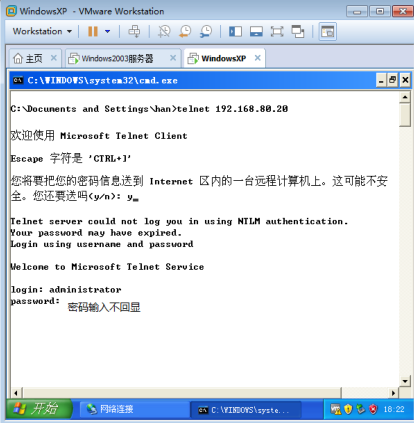 WindowsXP - VMware Workstation
Workstation
主页 Windows2003服务器 WindowsXP
C:\WINDOWS\system32\cmd.exe
C:\Documents and Settings\han>telnet 192.168.80.20
欢迎使用 Microsoft Telnet Client
Escape 字符是 'CTRL+]'
您将要把您的密码信息送到 Internet 区内的一台远程计算机上。这可能不安
全。您还要送吗(y/n): y_
Telnet server could not log you in using NTLM authentication.
Your password may have expired.
Login using username and password
Welcome to Microsoft Telnet Service
login: administrator
password: 密码输入不回显
开始 网络连接 C:\WINDOWS\syste... 18:22